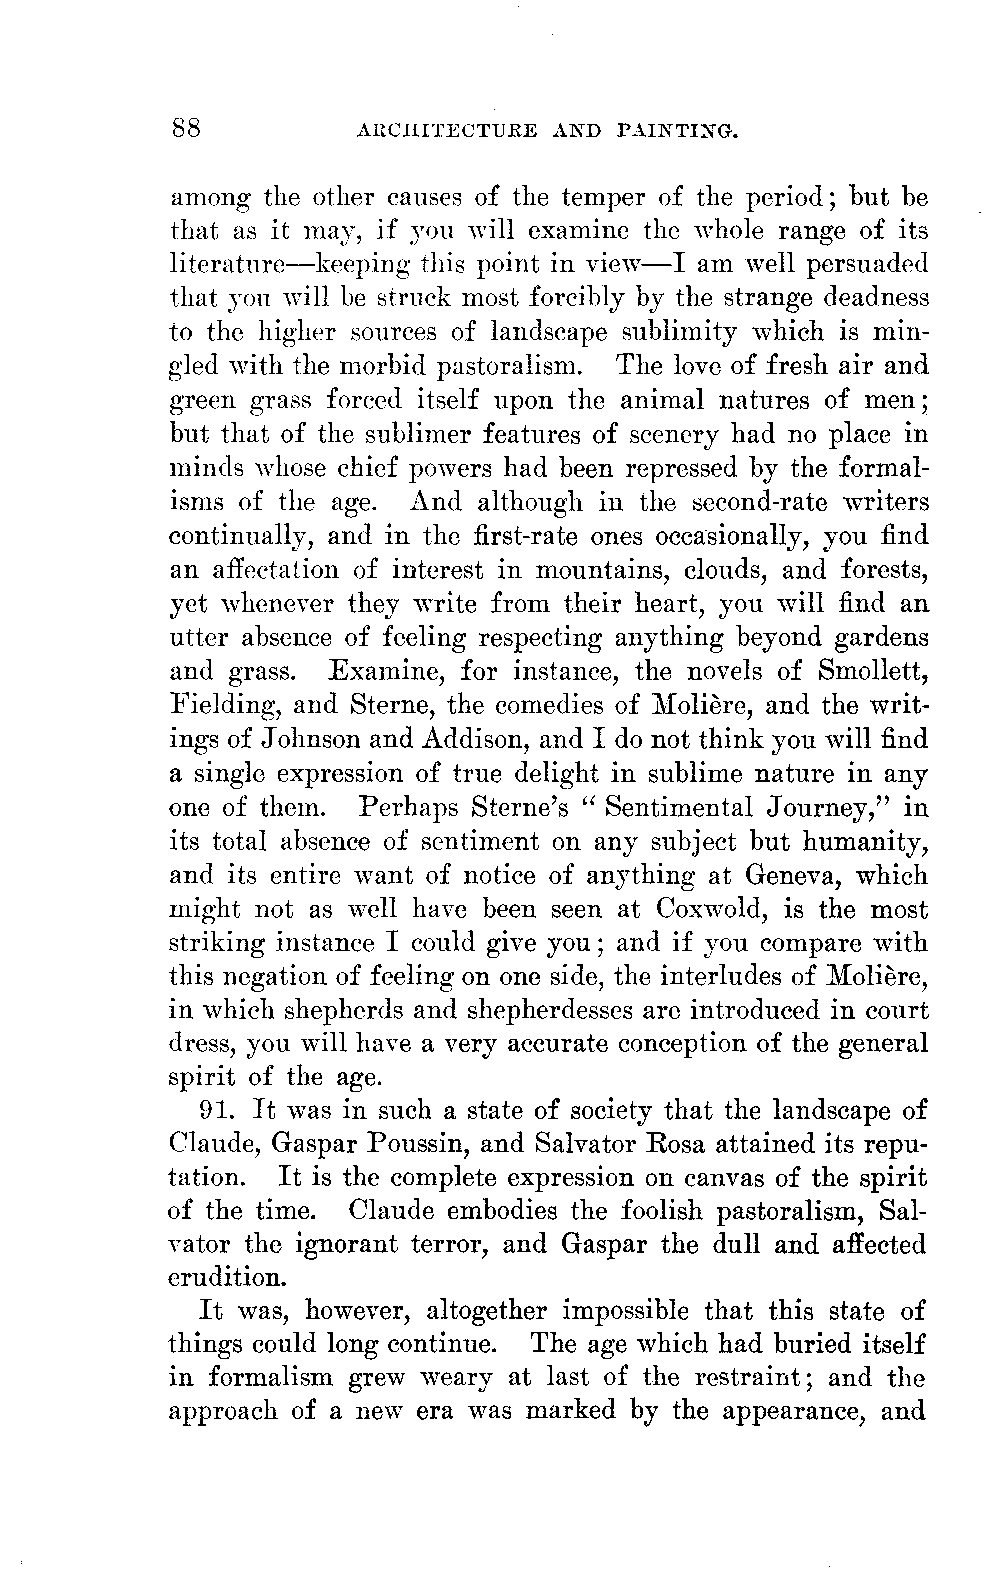 88 ARCHITECTURE AND PAINTING.
among the other causes of the temper of the period; but be
that as it may, if you will examine the whole range of its
literature—keeping this point in view—I am well persuaded
that you will be struck most forcibly by the strange deadness
to the higher sources of landscape sublimity which is min-
gled with the morbid pastoralism. The love of fresh air and
green grass forced itself upon the animal natures of men;
but that of the sublimer features of scenery had no place in
minds whose chief powers had been repressed by the formal-
isms of the age. And although in the second-rate writers
continually, and in the first-rate ones occasionally, you find
an affectation of interest in mountains, clouds, and forests,
yet whenever they write from their heart, you will find an
utter absence of feeling respecting anything beyond gardens
and grass. Examine, for instance, the novels of Smollett,
Fielding, and Sterne, the comedies of Molière, and the writ-
ings of Johnson and Addison, and I do not think you will find
a single expression of true delight in sublime nature in any
one of them. Perhaps Sterne's “ Sentimental Journey,” in
its total absence of sentiment on any subject but humanity,
and its entire want of notice of anything at Geneva, which
might not as well have been seen at Coxwold, is the most
striking instance I could give you; and if you compare with
this negation of feeling on one side, the interludes of Molière,
in which shepherds and shepherdesses are introduced in court
dress, you will have a very accurate conception of the general
spirit of the age.
91. It was in such a state of society that the landscape of
Claude, Gaspar Poussin, and Salvator Rosa attained its repu-
tation. It is the complete expression on canvas of the spirit
of the time. Claude embodies the foolish pastoralism, Sal-
vator the ignorant terror, and Gaspar the dull and affected
erudition.
It was, however, altogether impossible that this state of
things could long continue. The age which had buried itself
in formalism grew weary at last of the restraint; and the
approach of a new era was marked by the appearance, and